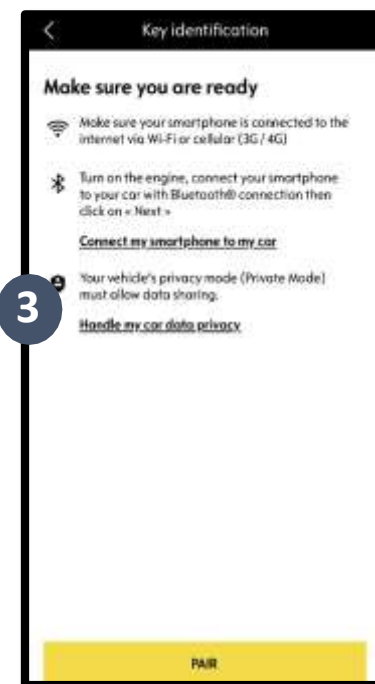 Key identification
Make sure you are ready
Make sure your smartphone is connected to the
internet via Wi-Fi or cellular (3G / 4G)
Turn on the engine, connect your smartphone
to your car with Bluetooth® connection then
click on « Next »
Connect my smartphone to my car
Your vehicle's privacy mode (Private Mode)
must allow data sharing.
3
Handle my car data privacy
PAIR